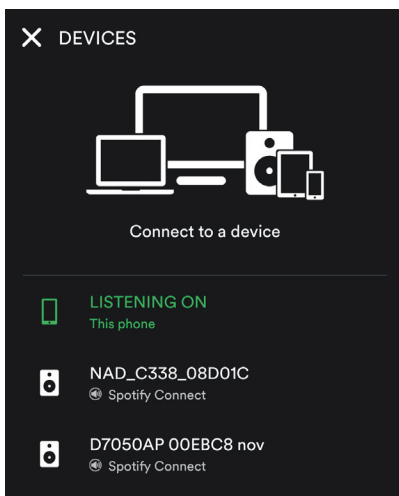 DEVICES
Connect to a device
LISTENING ON
This phone
NAD_C338_08D01C
Spotify Connect
D7050AP 00EBC8 nov
Spotify Connect